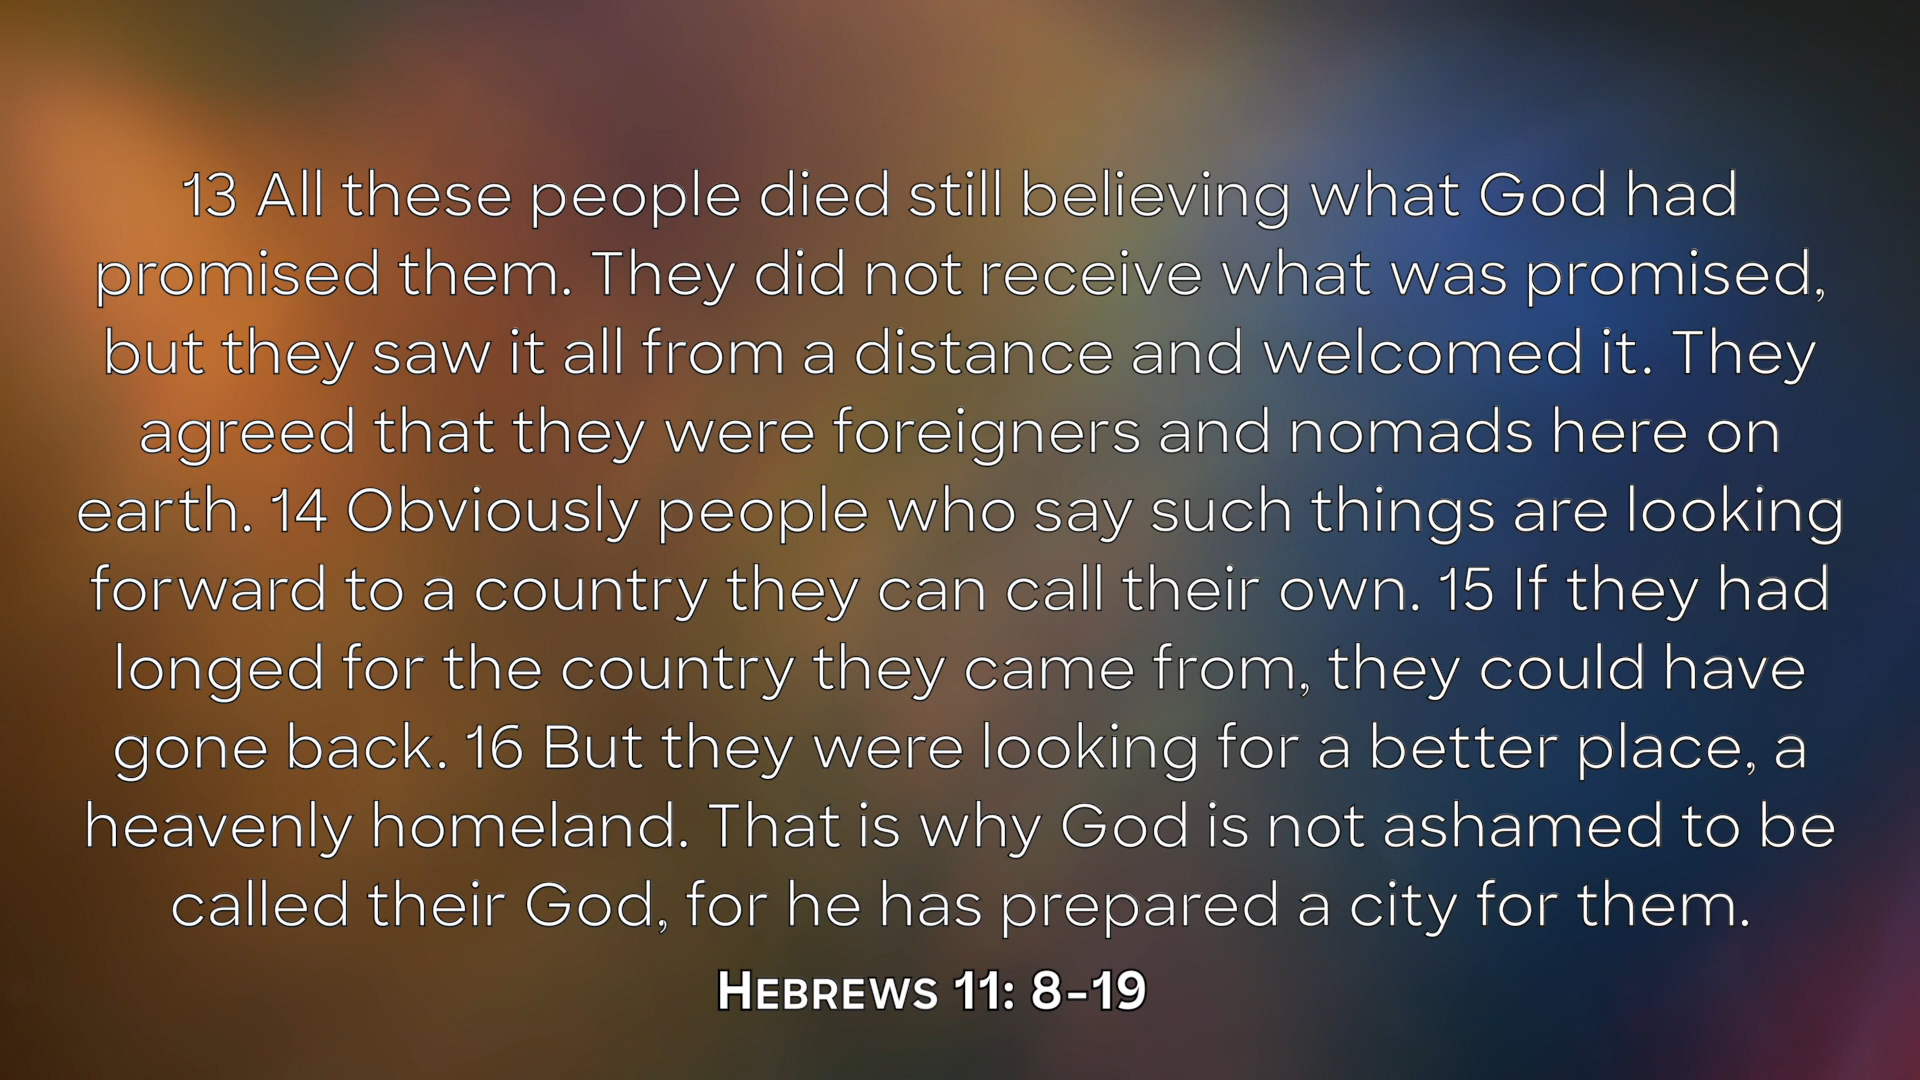 13 All these people died still believing what God had
promised them. They did not receive what was promised,
but they saw it all from a distance and welcomed it. They
agreed that they were foreigners and nomads here on
earth. 14 Obviously people who say such things are looking
forward to a country they can call their own. 15 If they had
longed for the country they came from, they could have
gone back. 16 But they were looking for a better place, a
heavenly homeland. That is why God is not ashamed to be
called their God, for he has prepared a city for them.
Hebrews 11: 8-19